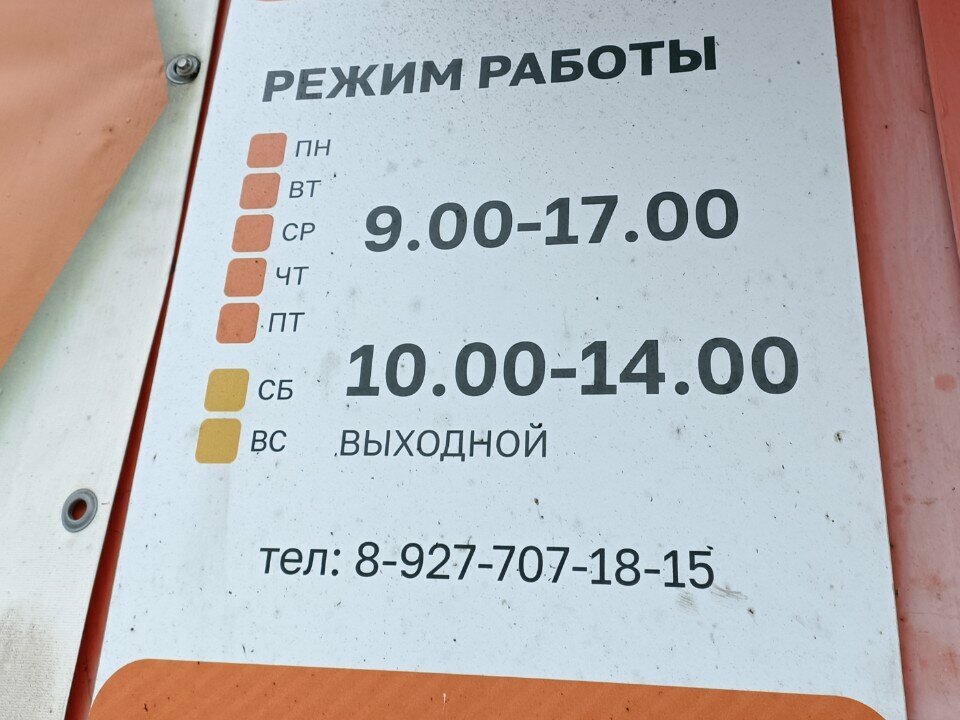 РЕЖИМ РАБОТЫ
ПН
ВТ
СР 9.00-17.00
ЧТ
ПТ
СБ 10.00-14.00
ВС ВЫХОДНОЙ
тел: 8-927-707-18-15